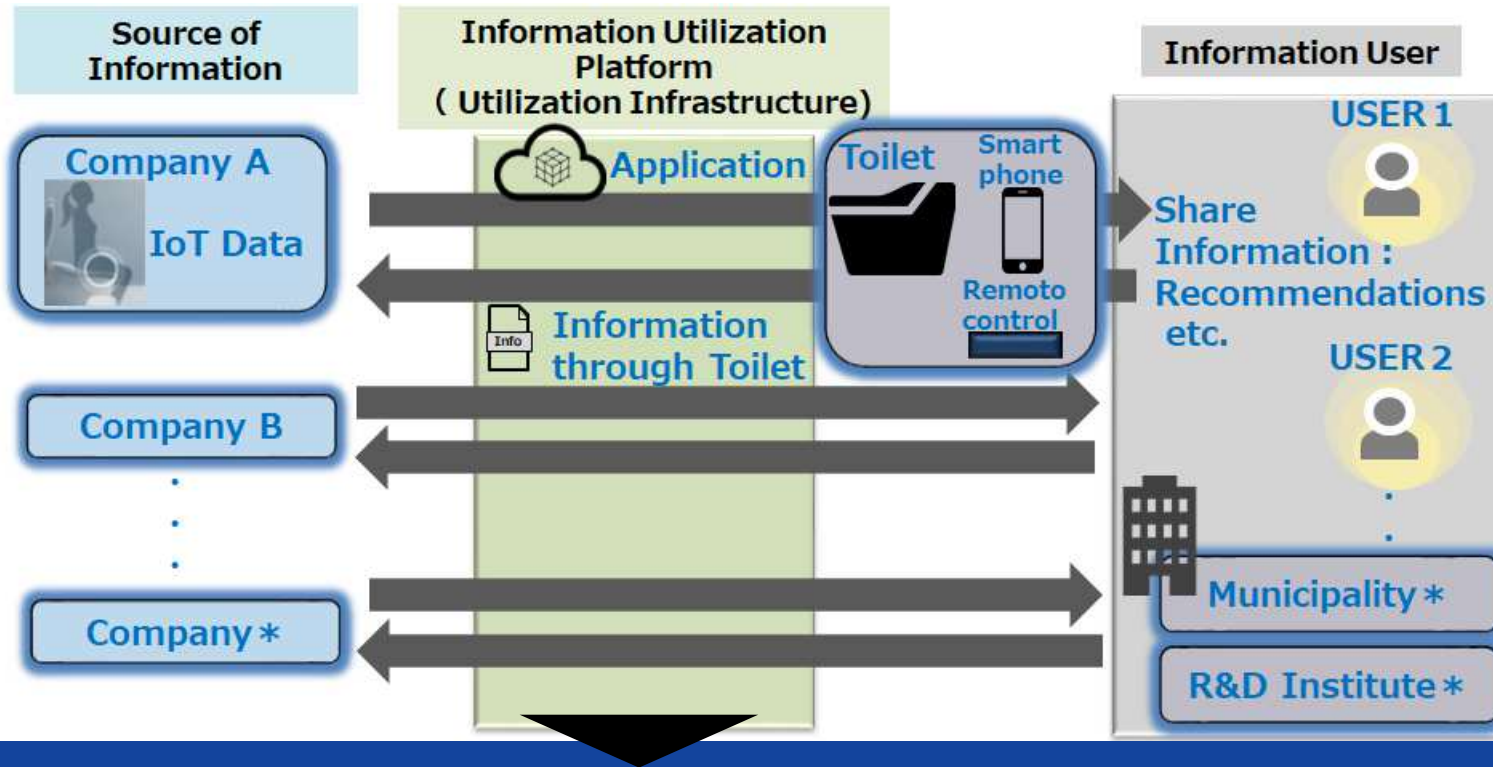 Source of
Information
Information Utilization
Platform
( Utilization Infrastructure)
Information User
Company A
IoT Data
Application
Toilet
Smart
phone
Remoto
control
USER 1
Share
Information :
Recommendations
etc.
Info
Information
through Toilet
USER 2
Company B
Company *
Municipality *
R&D Institute *